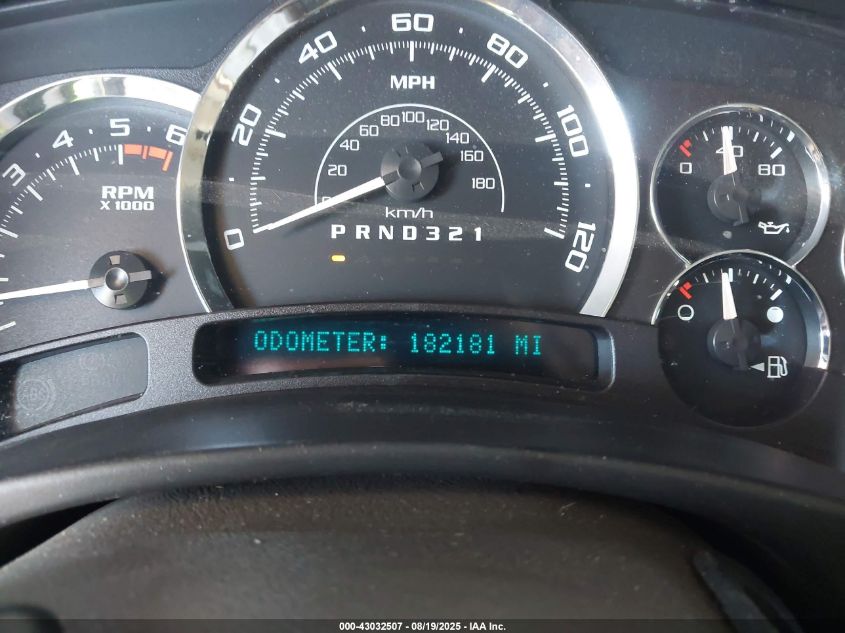 3 4 5 6
RPM
X 1000
0 20 40 60 80 100 120
MPH
20 40 60 80 100 120 140 160 180
km/h
PRND321
0 40 80
0
ODOMETER: 182181 MI
000-43032507 - 08/19/2025 - IAA Inc.